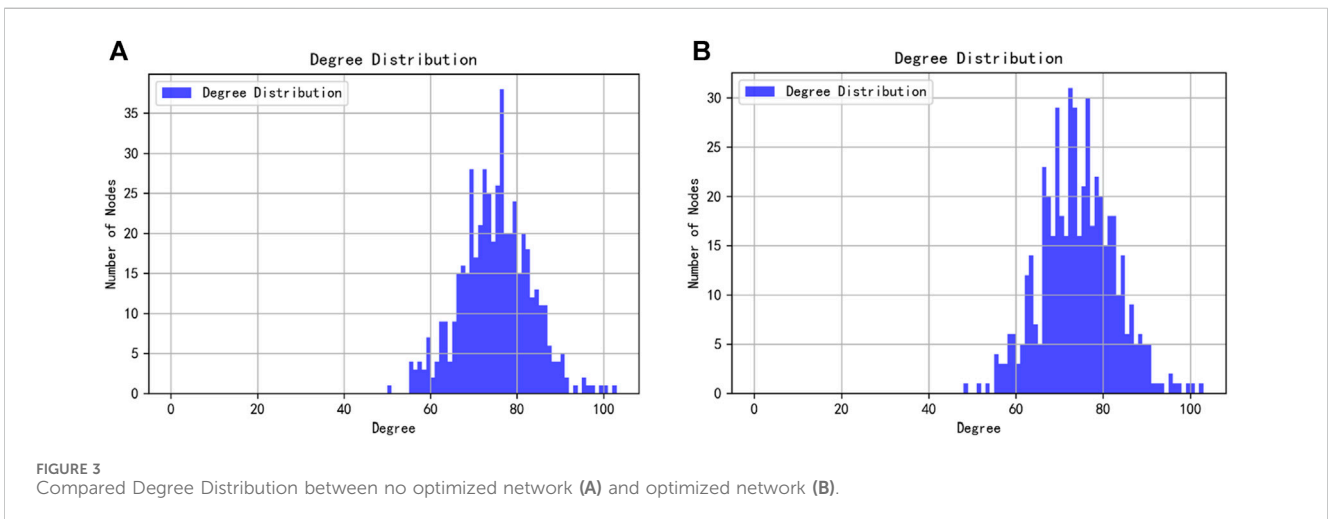 A
Degree Distribution
Degree Distribution
Number of Nodes
35
30
25
20
15
10
5
0
0 20 40 60 80 100
Degree
B
Degree Distribution
Degree Distribution
Number of Nodes
30
25
20
15
10
5
0
0 20 40 60 80 100
Degree
FIGURE 3
Compared Degree Distribution between no optimized network (A) and optimized network (B).